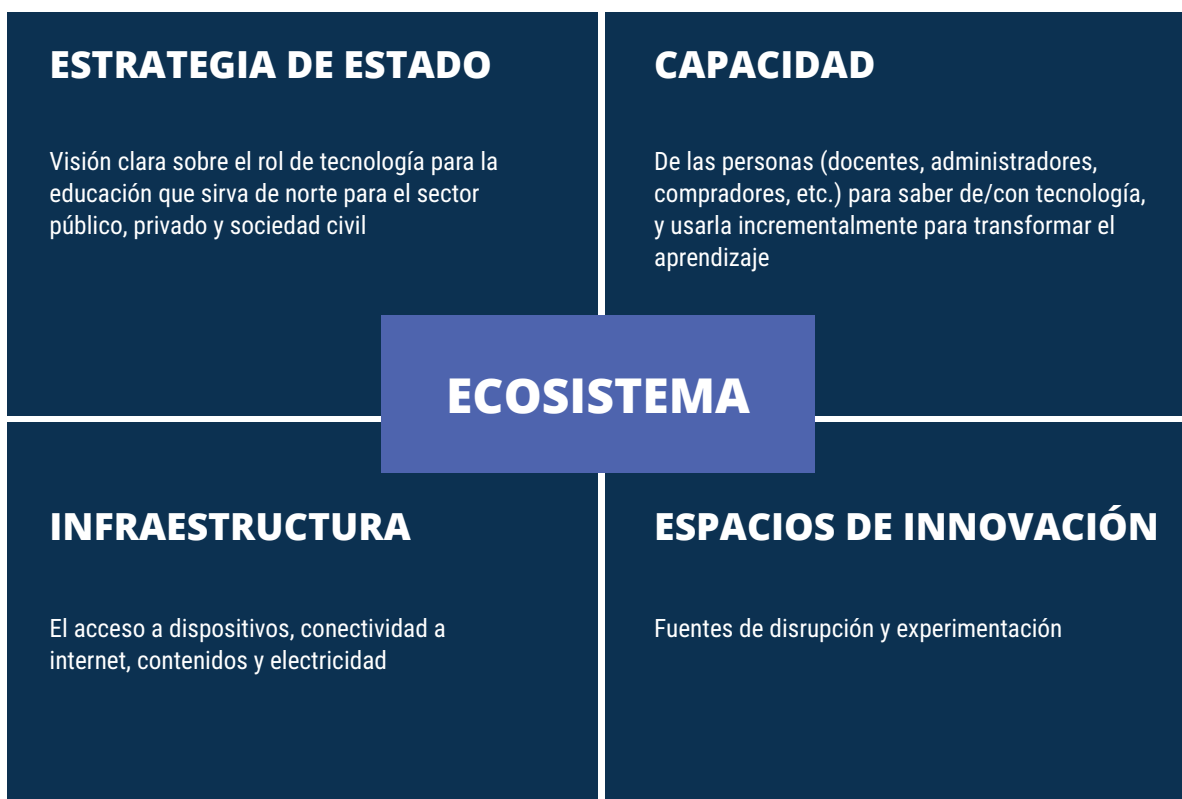 ESTRATEGIA DE ESTADO
Visión clara sobre el rol de tecnología para la
educación que sirva de norte para el sector
público, privado y sociedad civil
CAPACIDAD
De las personas (docentes, administradores,
compradores, etc.) para saber de/con tecnología,
y usarla incrementalmente para transformar el
aprendizaje
ECOSISTEMA
INFRAESTRUCTURA
El acceso a dispositivos, conectividad a
internet, contenidos y electricidad
ESPACIOS DE INNOVACIÓN
Fuentes de disrupción y experimentación